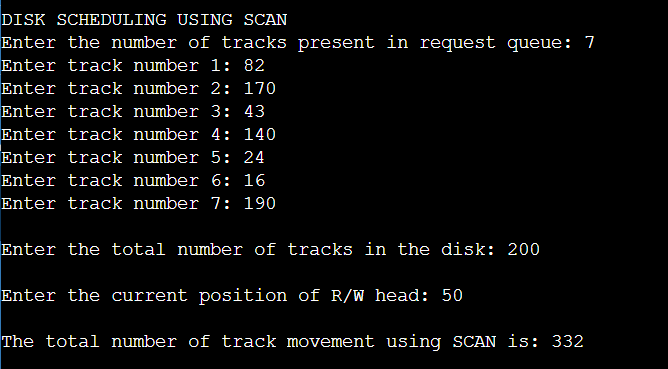 DISK SCHEDULING USING SCAN
Enter the number of tracks present in request queue: 7
Enter track number 1: 82
Enter track number 2: 170
Enter track number 3: 43
Enter track number 4: 140
Enter track number 5: 24
Enter track number 6: 16
Enter track number 7: 190
Enter the total number of tracks in the disk: 200
Enter the current position of R/W head: 50
The total number of track movement using SCAN is: 332